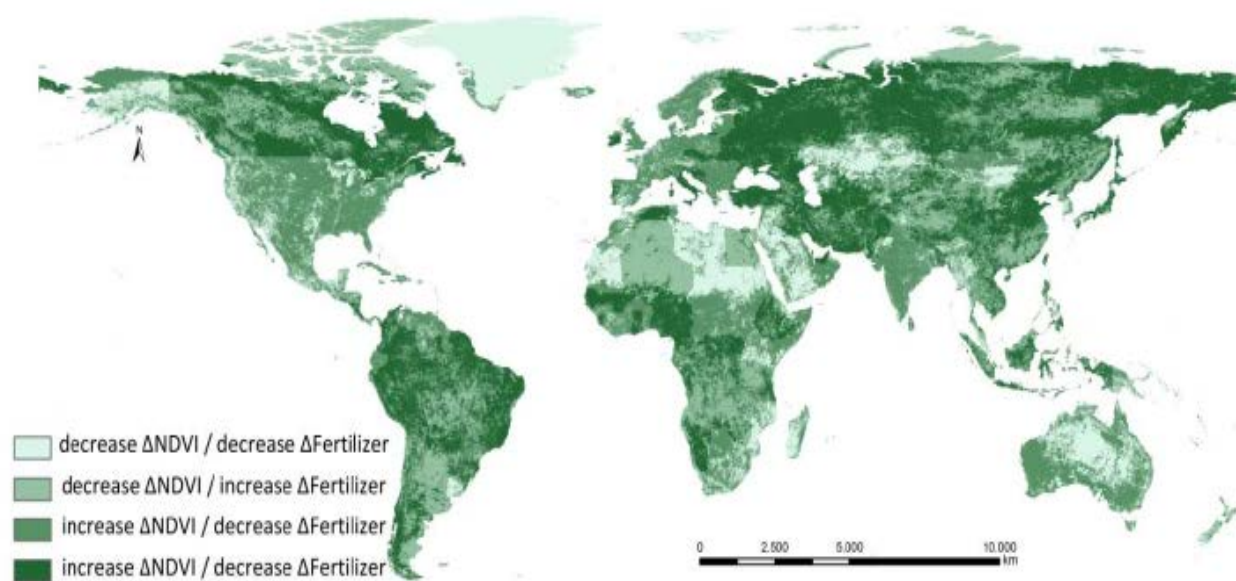 N
decrease ΔNDVI / decrease ΔFertilizer
decrease ΔNDVI / increase ΔFertilizer
increase ΔNDVI / decrease ΔFertilizer
increase ΔNDVI / decrease ΔFertilizer
0 2.500 5.000 10.000
km